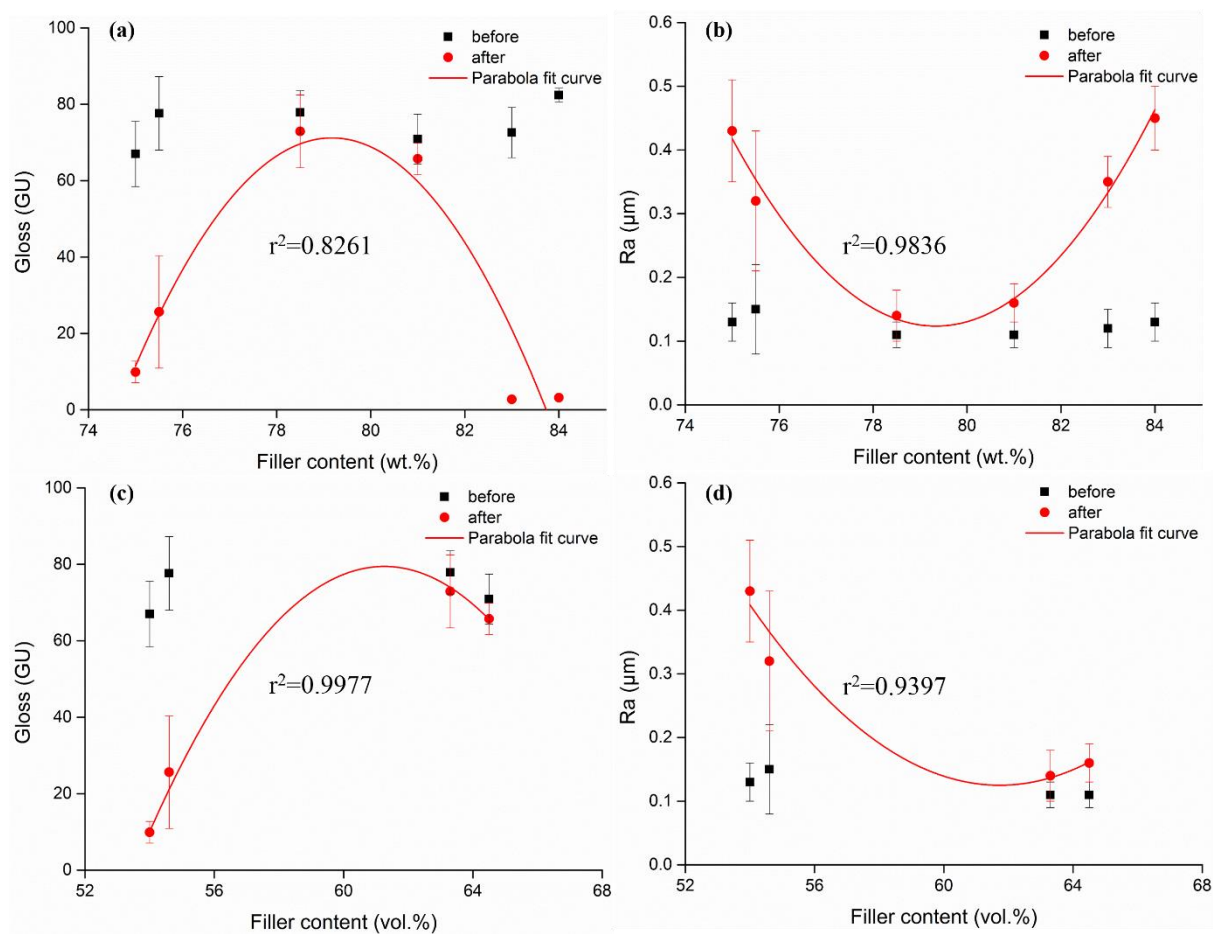 (a)
before
after
Parabola fit curve
r²=0.8261
Gloss (GU)
100
80
60
40
20
0
74 76 78 80 82 84
Filler content (wt.%)
(b)
before
after
Parabola fit curve
r²=0.9836
Ra (µm)
0.6
0.5
0.4
0.3
0.2
0.1
0.0
74 76 78 80 82 84
Filler content (wt.%)
(c)
before
after
Parabola fit curve
r²=0.9977
Gloss (GU)
100
80
60
40
20
0
52 56 60 64 68
Filler content (vol.%)
(d)
before
after
Parabola fit curve
r²=0.9397
Ra (µm)
0.6
0.5
0.4
0.3
0.2
0.1
0.0
52 56 60 64 68
Filler content (vol.%)